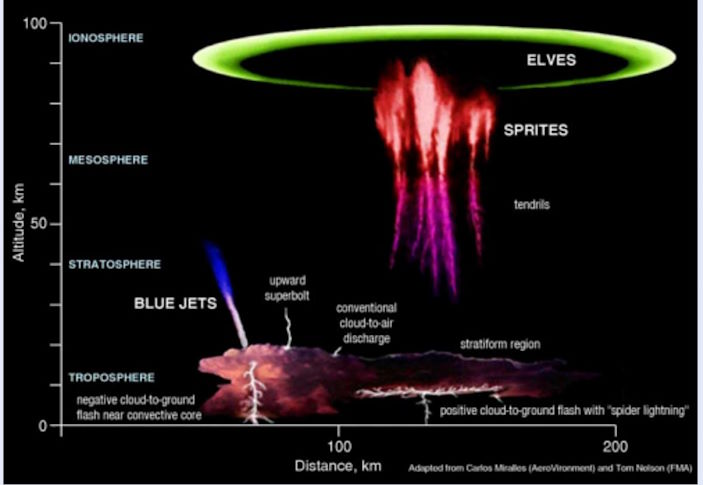 100
IONOSPHERE
ELVES
SPRITES
MESOSPHERE
tendrils
Altitude, km
50
STRATOSPHERE
BLUE JETS
upward
superbolt
conventional
cloud-to-air
discharge
stratiform region
TROPOSPHERE
negative cloud-to-ground
flash near convective core
positive cloud-to-ground flash with "spider lightning"
0
100
200
Distance, km
Adapted from Carlos Miralles (AeroVironment) and Tom Nelson (FMA)